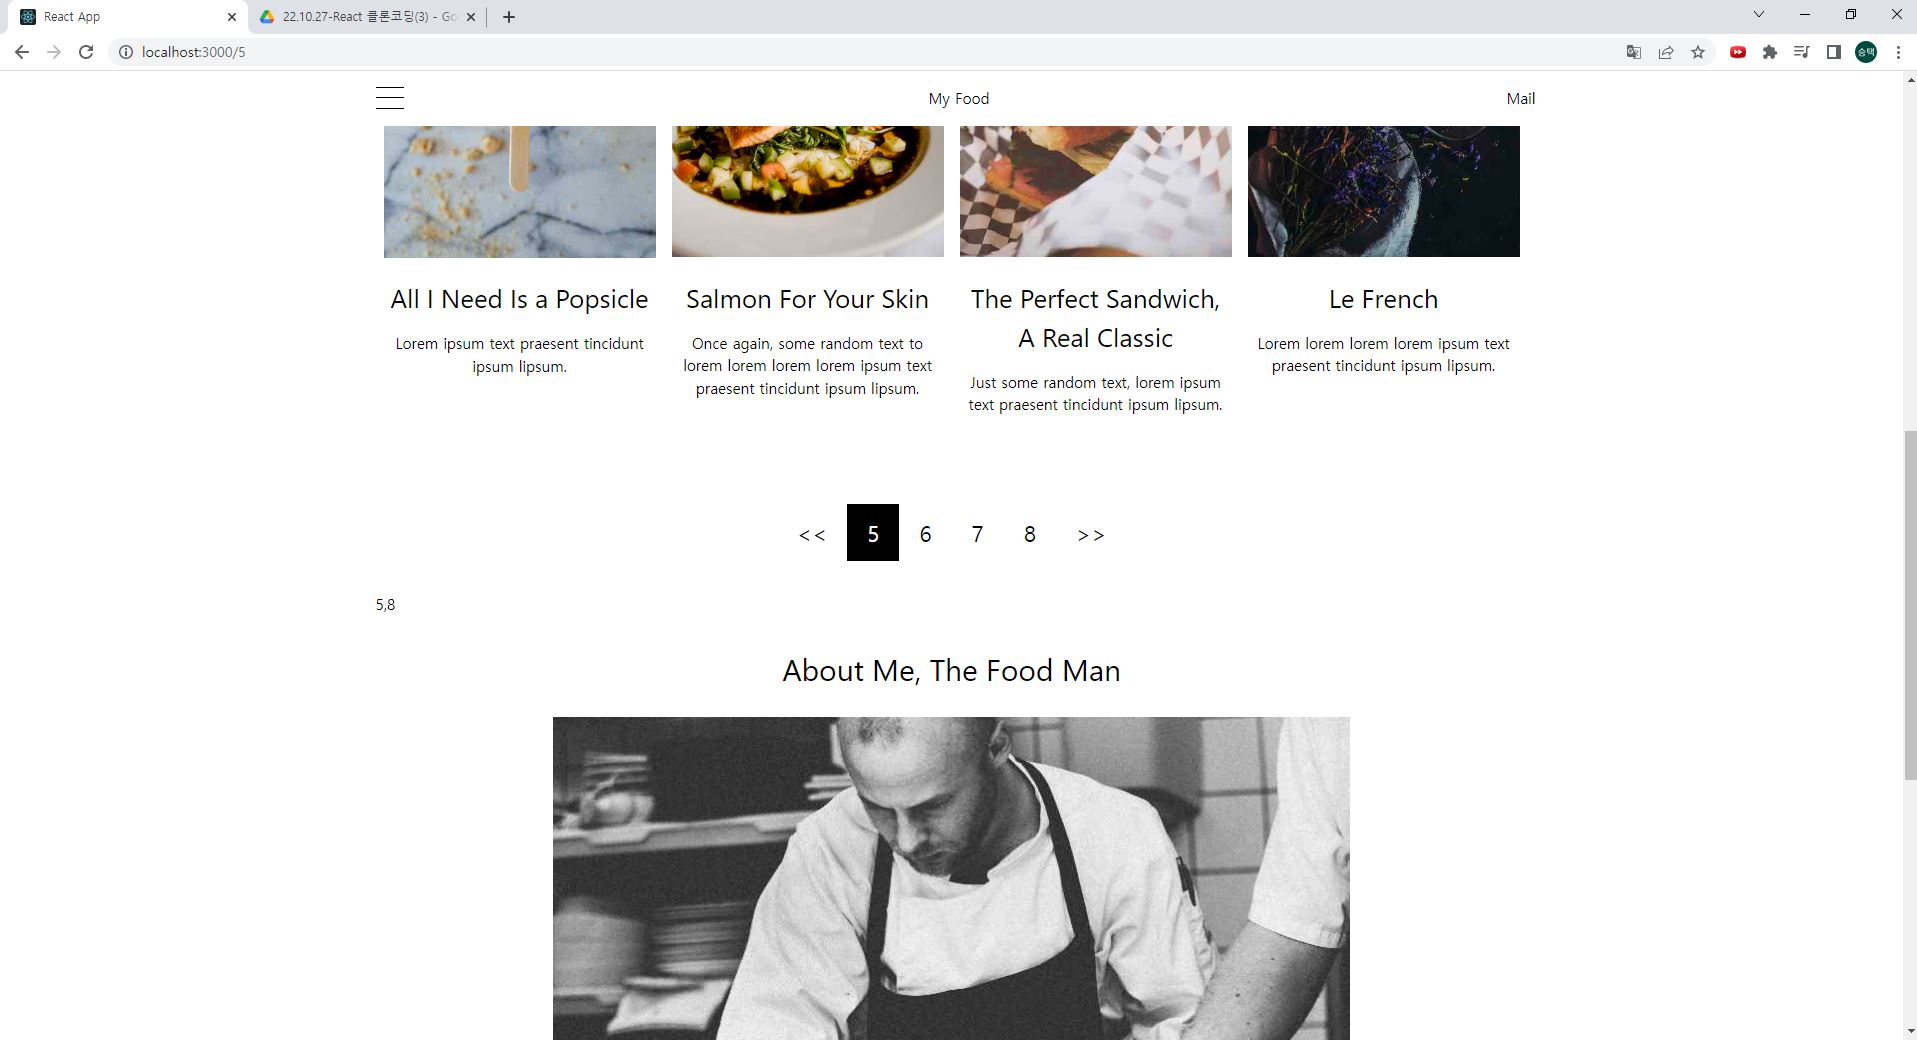 React App
22.10.27-React 클론코딩(3) - Go
localhost:3000/5
승택
My Food
Mail
All I Need Is a Popsicle
Lorem ipsum text praesent tincidunt
ipsum lipsum.
Salmon For Your Skin
Once again, some random text to
lorem lorem lorem lorem ipsum text
praesent tincidunt ipsum lipsum.
The Perfect Sandwich,
A Real Classic
Just some random text, lorem ipsum
text praesent tincidunt ipsum lipsum.
Le French
Lorem lorem lorem lorem ipsum text
praesent tincidunt ipsum lipsum.
<< 5 6 7 8 >>
5,8
About Me, The Food Man